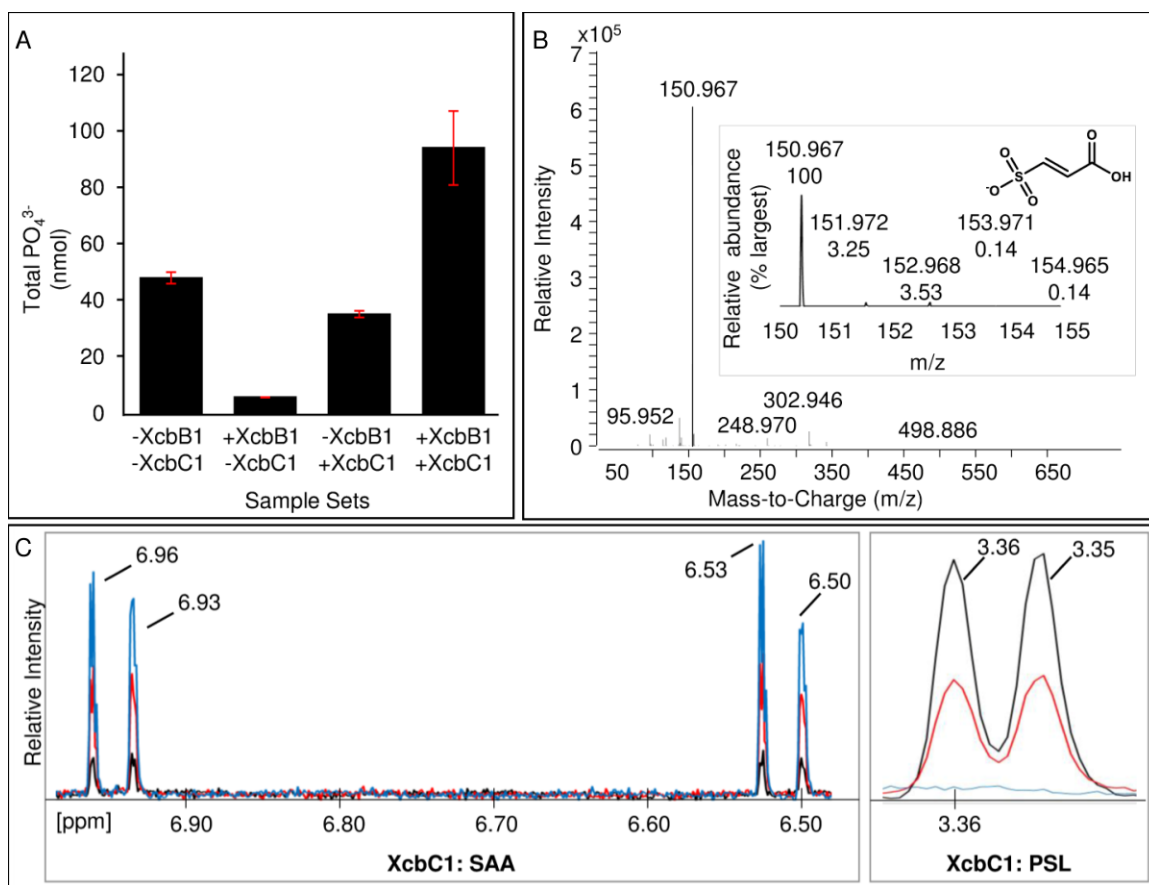 A
Total PO₄³⁻
(nmol)
120
100
80
60
40
20
0
-XcbB1 +XcbB1 -XcbB1 +XcbB1
-XcbC1 -XcbC1 +XcbC1 +XcbC1
Sample Sets
B
x10⁵
Relative Intensity
7
6
5
4
3
2
1
0
150.967
95.952
248.970
302.946
498.886
50 150 250 350 450 500 650
Mass-to-Charge (m/z)
Relative abundance
(% largest)
150.967
100
151.972
3.25
152.968
3.53
153.971
0.14
154.965
0.14
O
O
S
⁻O
O
O
OH
150 151 152 153 154 155
m/z
C
Relative Intensity
6.96
6.93
6.53
6.50
[ppm] 6.90 6.80 6.70 6.60 6.50
XcbC1: SAA
3.36
3.35
3.36
XcbC1: PSL